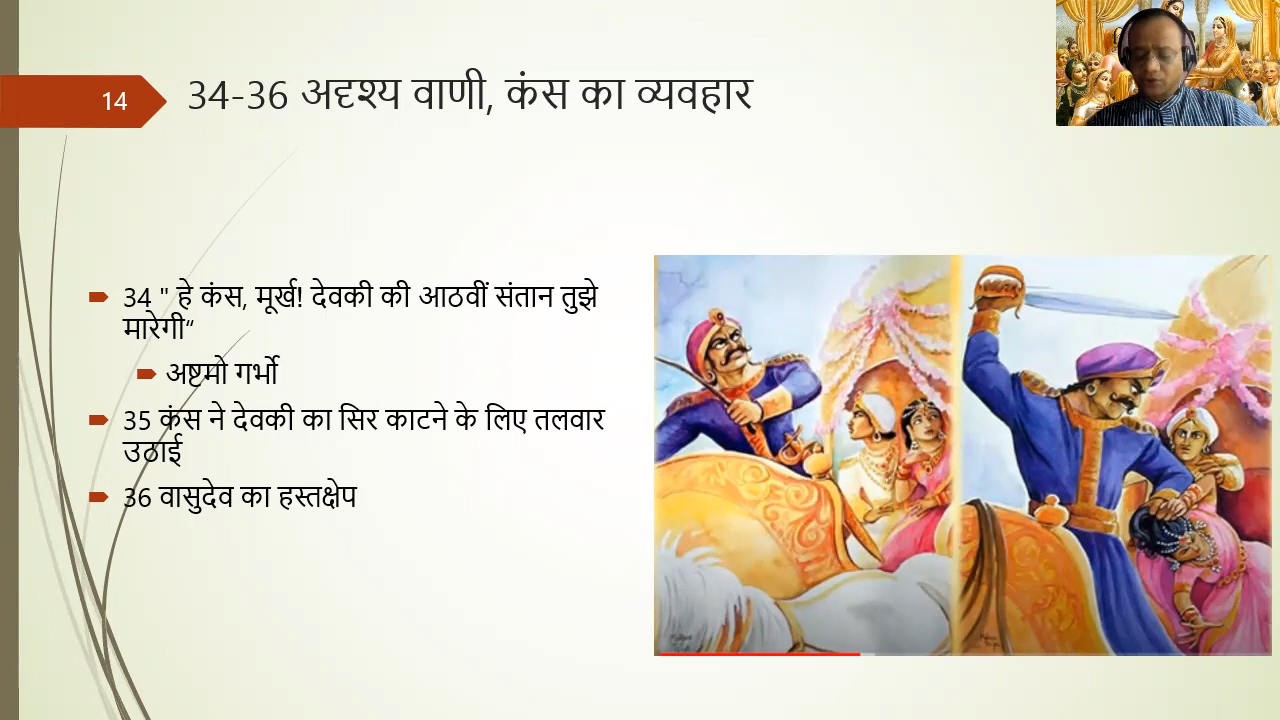 14
34-36 अदृश्य वाणी, कंस का व्यवहार
34 " हे कंस, मूर्ख! देवकी की आठवीं संतान तुझे
मारेगी“
अष्टमो गर्भो
35 कंस ने देवकी का सिर काटने के लिए तलवार
उठाई
36 वासुदेव का हस्तक्षेप